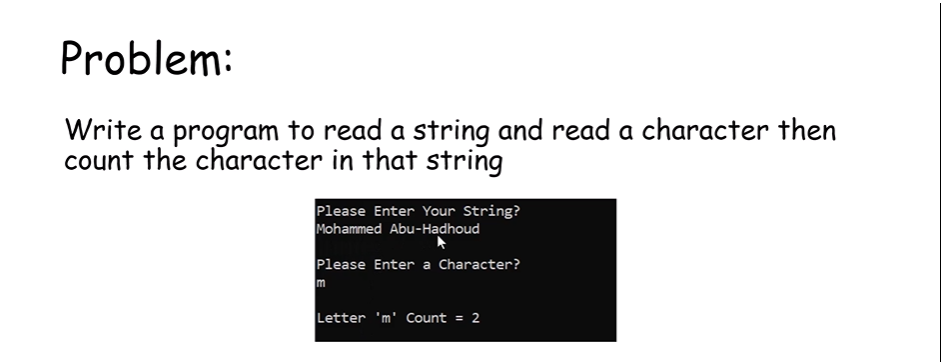 Problem:
Write a program to read a string and read a character then
count the character in that string
Please Enter Your String?
Mohammed Abu-Hadhoud
Please Enter a Character?
m
Letter 'm' Count = 2